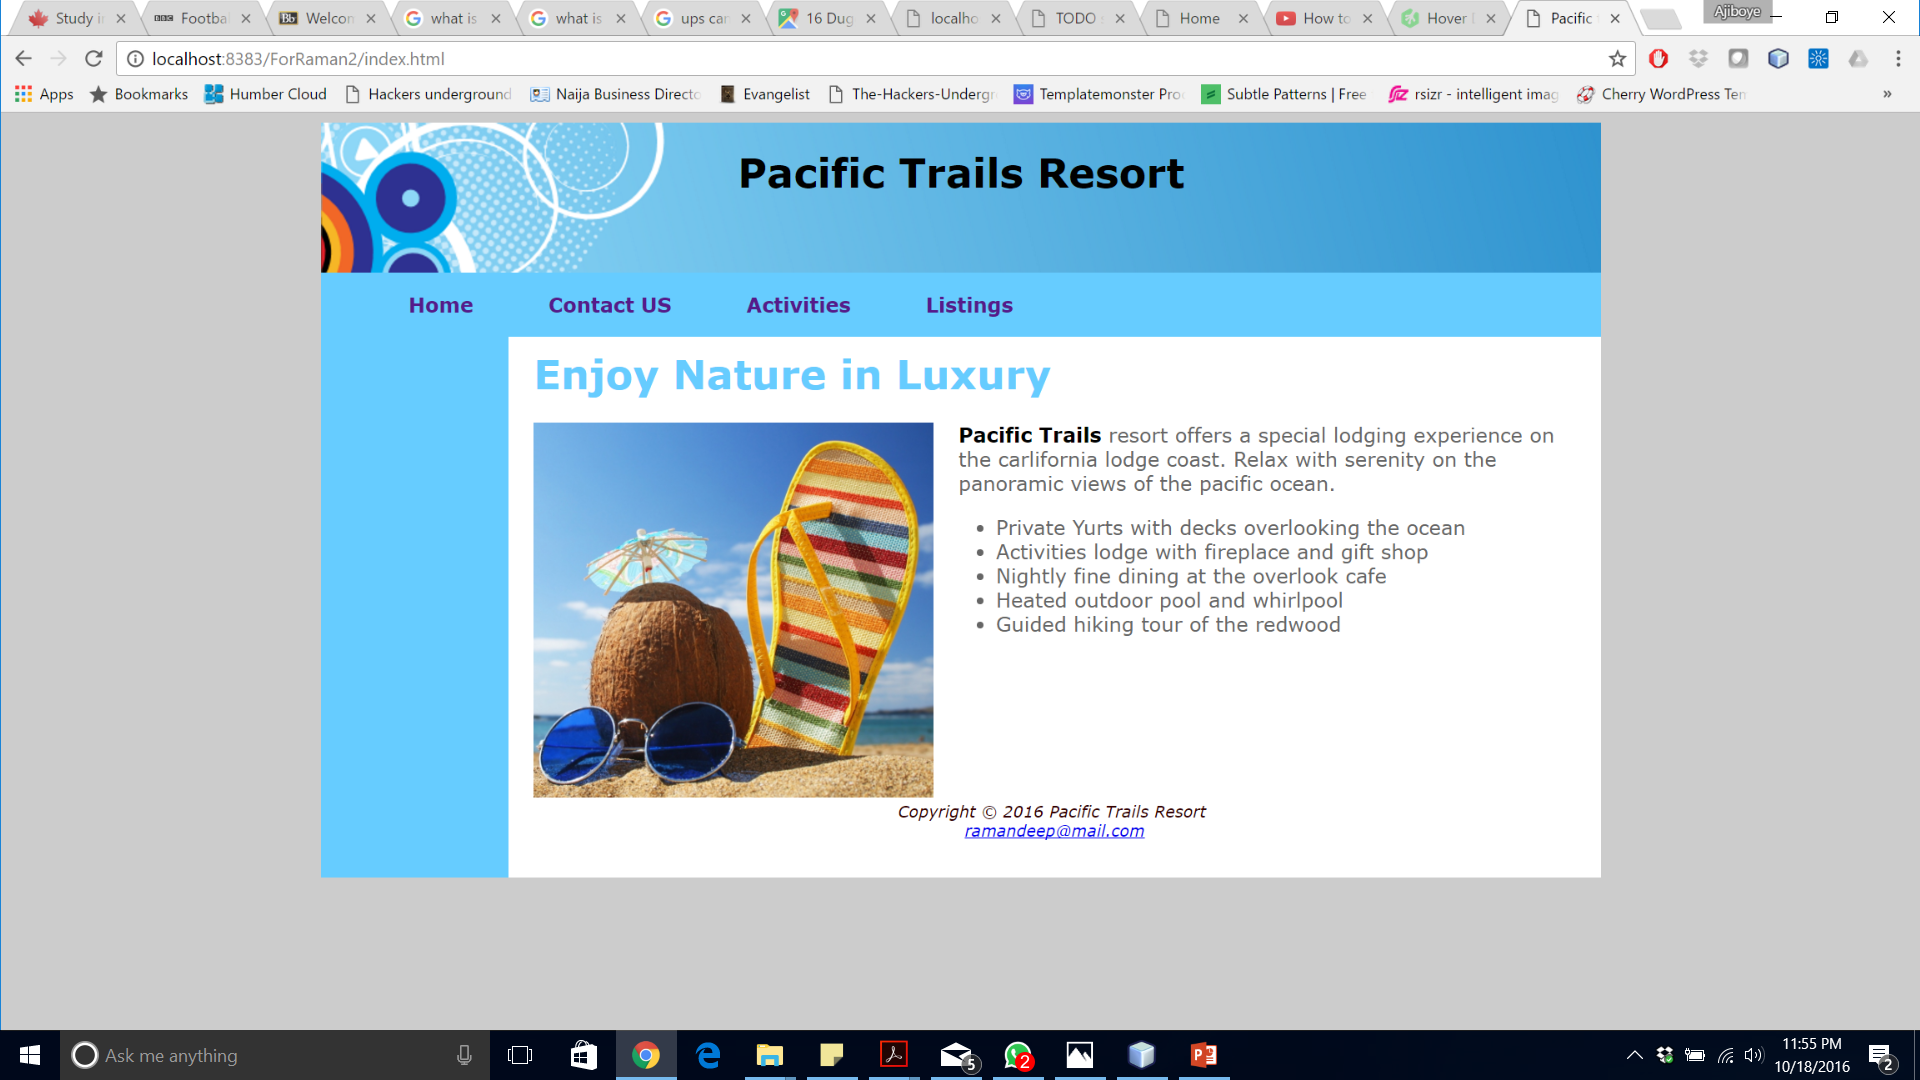 Study i
Footbal
Welcon
what is
what is
ups car
16 Dug
localho
TODO
Home
How to
Hover
Pacific
Ajiboye
localhost:8383/ForRaman2/index.html
Apps Bookmarks Humber Cloud Hackers underground Naija Business Directo Evangelist The-Hackers-Undergr Templatemonster Pro Subtle Patterns | Free rsizr - intelligent imag Cherry WordPress Tem »
Pacific Trails Resort
Home Contact US Activities Listings
Enjoy Nature in Luxury
Pacific Trails resort offers a special lodging experience on
the carlifornia lodge coast. Relax with serenity on the
panoramic views of the pacific ocean.
• Private Yurts with decks overlooking the ocean
• Activities lodge with fireplace and gift shop
• Nightly fine dining at the overlook cafe
• Heated outdoor pool and whirlpool
• Guided hiking tour of the redwood
Copyright © 2016 Pacific Trails Resort
ramandeep@mail.com
Ask me anything
5
2
11:55 PM
10/18/2016
2